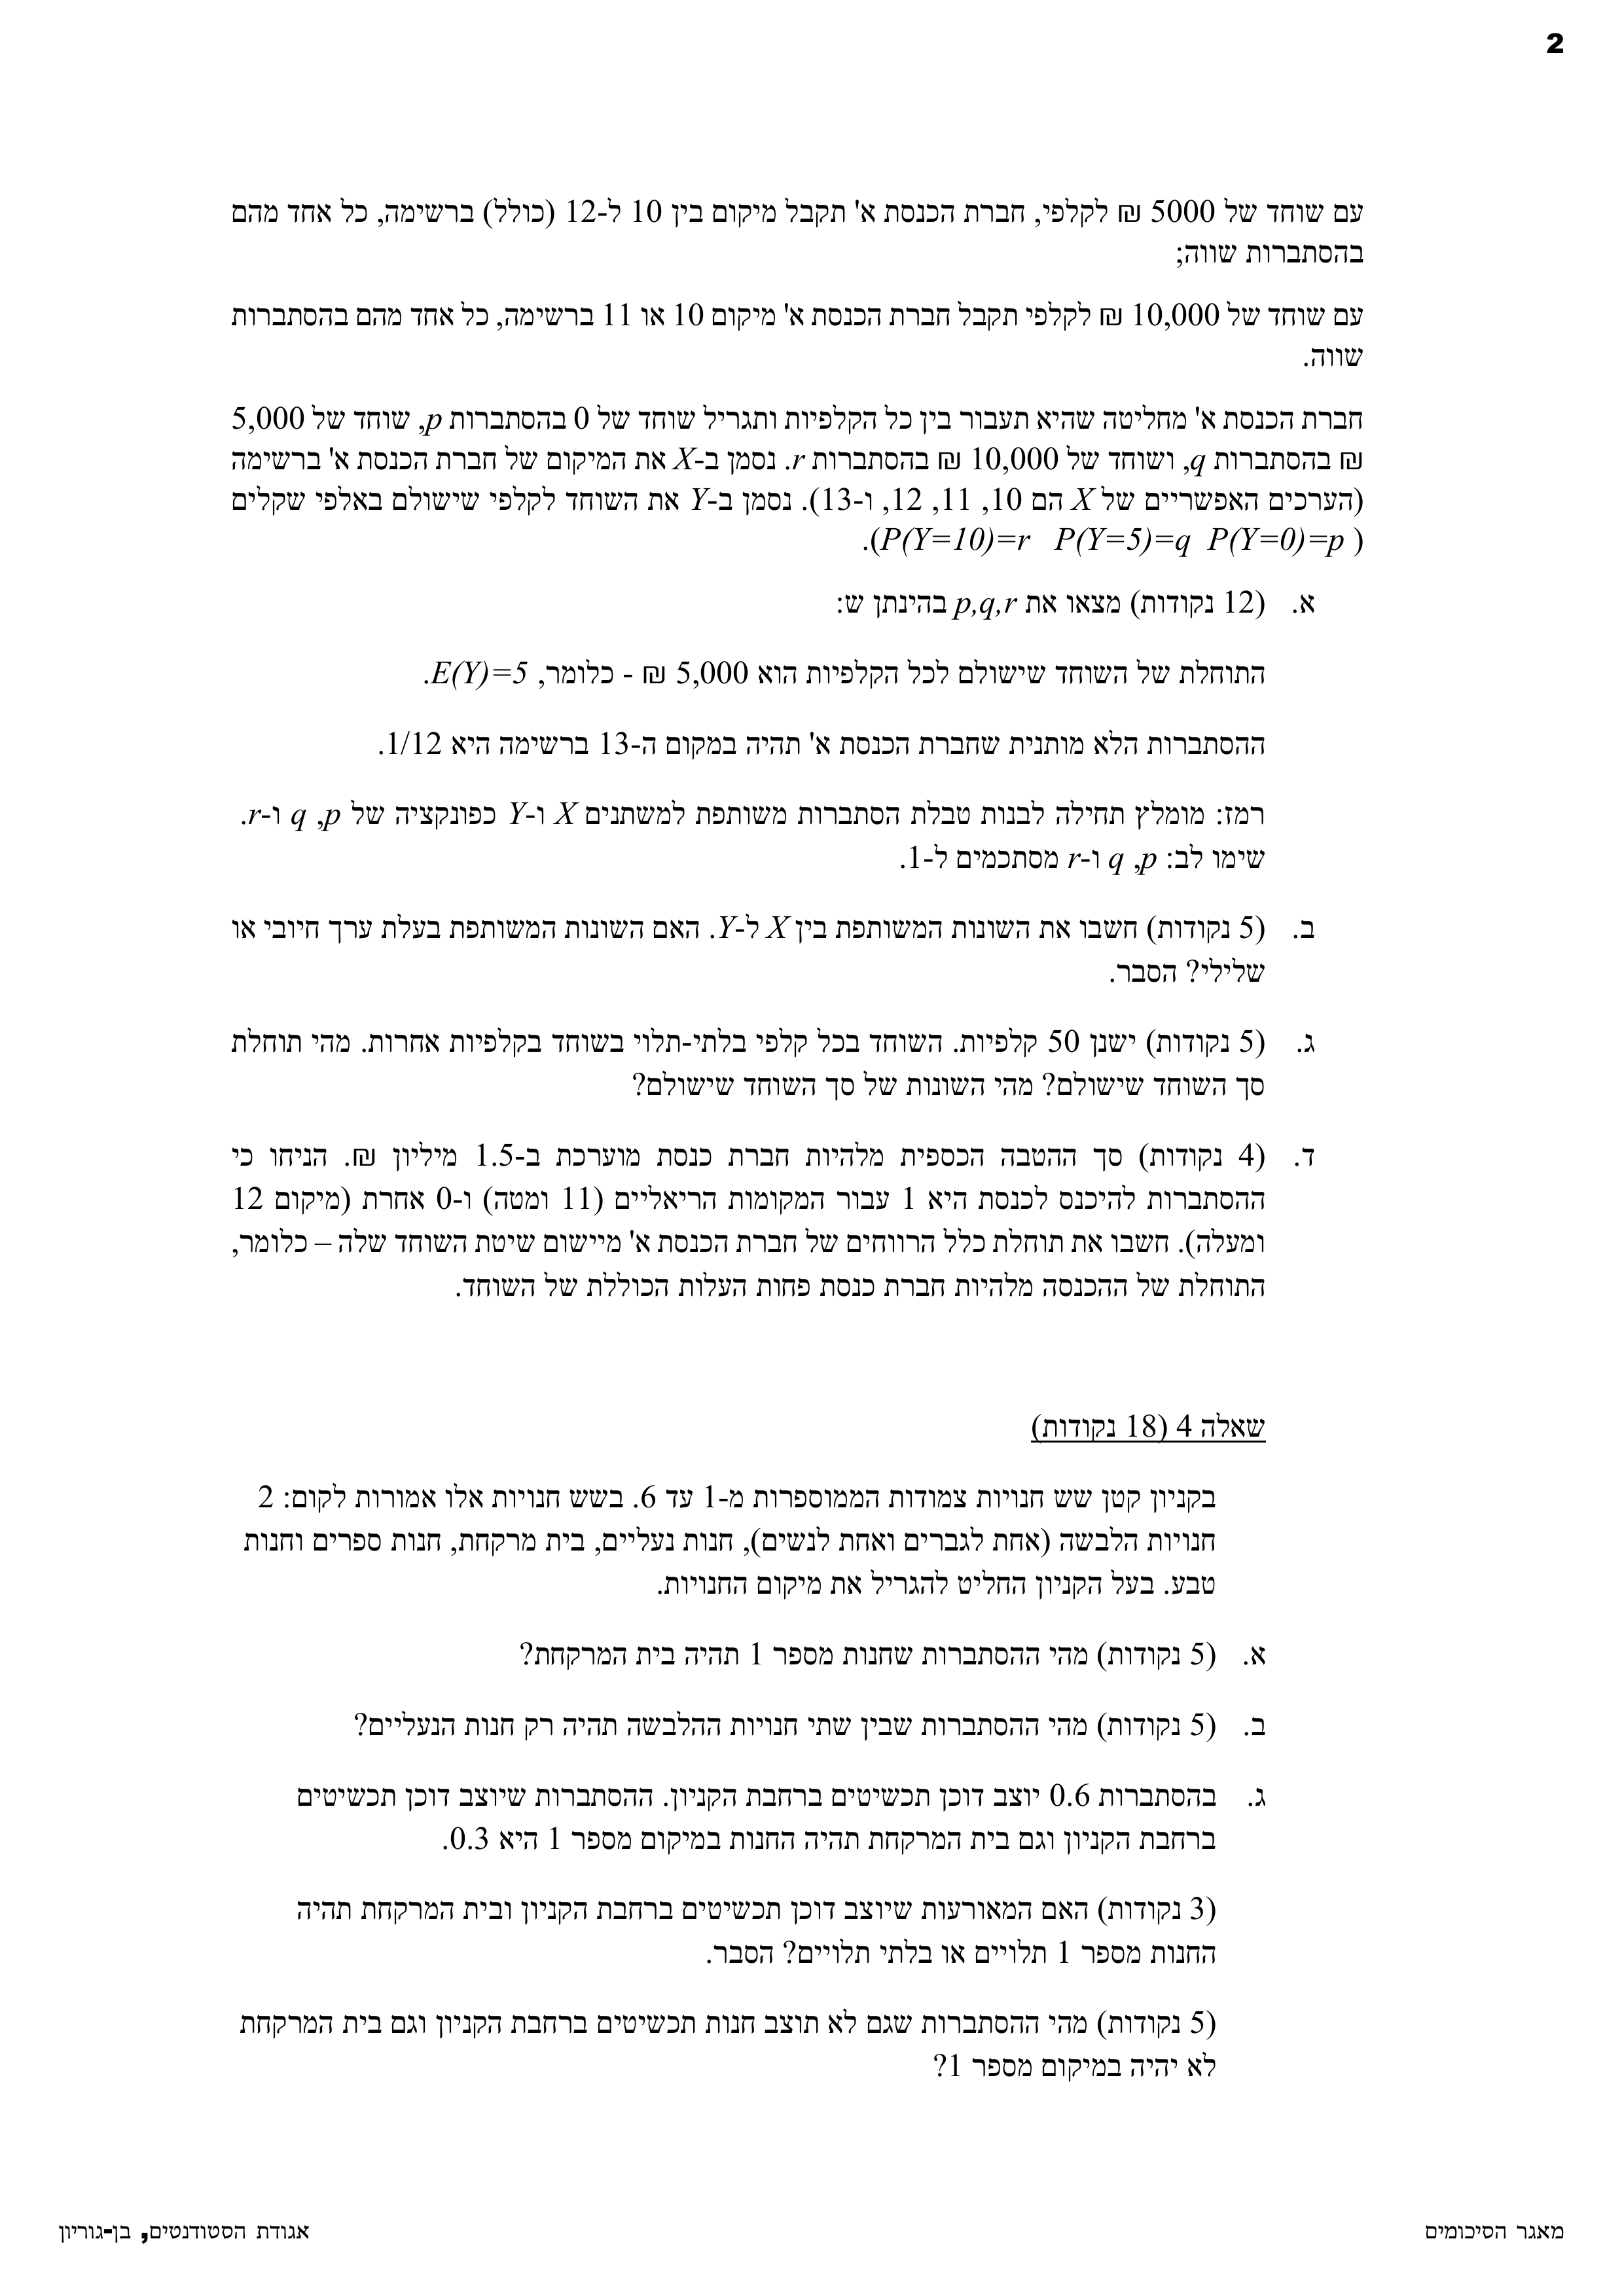 2
עם שוחד של 5000 ₪ לקלפי, חברת הכנסת א' תקבל מיקום בין 10 ל-12 (כולל) ברשימה, כל אחד מהם
בהסתברות שווה;
עם שוחד של 10,000 ₪ לקלפי תקבל חברת הכנסת א' מיקום 10 או 11 ברשימה, כל אחד מהם בהסתברות
שווה.
חברת הכנסת א' מחליטה שהיא תעבור בין כל הקלפיות ותגריל שוחד של 0 בהסתברות p, שוחד של 5,000
₪ בהסתברות q, ושוחד של 10,000 ₪ בהסתברות r. נסמן ב-X את המיקום של חברת הכנסת א' ברשימה
(הערכים האפשריים של X הם 10, 11, 12, ו-13). נסמן ב-Y את השוחד לקלפי שישולם באלפי שקלים
( P(Y=10)=r P(Y=5)=q P(Y=0)=p).
א. (12 נקודות) מצאו את p,q,r בהינתן ש:
התוחלת של השוחד שישולם לכל הקלפיות הוא 5,000 ₪ - כלומר, E(Y)=5.
ההסתברות הלא מותנית שחברת הכנסת א' תהיה במקום ה-13 ברשימה היא 1/12.
רמז: מומלץ תחילה לבנות טבלת הסתברות משותפת למשתנים X ו-Y כפונקציה של p, q ו-r.
שימו לב: p, q ו-r מסתכמים ל-1.
ב. (5 נקודות) חשבו את השונות המשותפת בין X ל-Y. האם השונות המשותפת בעלת ערך חיובי או
שלילי? הסבר.
ג. (5 נקודות) ישנן 50 קלפיות. השוחד בכל קלפי בלתי-תלוי בשוחד בקלפיות אחרות. מהי תוחלת
סך השוחד שישולם? מהי השונות של סך השוחד שישולם?
ד. (4 נקודות) סך ההטבה הכספית מלהיות חברת כנסת מוערכת ב-1.5 מיליון ₪. הניחו כי
ההסתברות להיכנס לכנסת היא 1 עבור המקומות הריאליים (11 ומטה) ו-0 אחרת (מיקום 12
ומעלה). חשבו את תוחלת כלל הרווחים של חברת הכנסת א' מיישום שיטת השוחד שלה – כלומר,
התוחלת של ההכנסה מלהיות חברת כנסת פחות העלות הכוללת של השוחד.
שאלה 4 (18 נקודות)
בקניון קטן שש חנויות צמודות הממוספרות מ-1 עד 6. בשש חנויות אלו אמורות לקום: 2
חנויות הלבשה (אחת לגברים ואחת לנשים), חנות נעליים, בית מרקחת, חנות ספרים וחנות
טבע. בעל הקניון החליט להגריל את מיקום החנויות.
א. (5 נקודות) מהי ההסתברות שחנות מספר 1 תהיה בית המרקחת?
ב. (5 נקודות) מהי ההסתברות שבין שתי חנויות ההלבשה תהיה רק חנות הנעליים?
ג. בהסתברות 0.6 יוצב דוכן תכשיטים ברחבת הקניון. ההסתברות שיוצב דוכן תכשיטים
ברחבת הקניון וגם בית המרקחת תהיה החנות במיקום מספר 1 היא 0.3.
(3 נקודות) האם המאורעות שיוצב דוכן תכשיטים ברחבת הקניון ובית המרקחת תהיה
החנות מספר 1 תלויים או בלתי תלויים? הסבר.
(5 נקודות) מהי ההסתברות שגם לא תוצב חנות תכשיטים ברחבת הקניון וגם בית המרקחת
לא יהיה במיקום מספר 1?
מאגר הסיכומים אגודת הסטודנטים, בן-גוריון